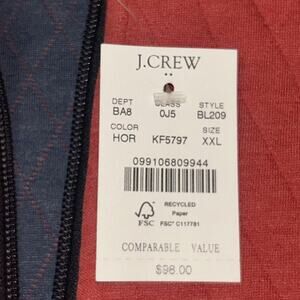 J.CREW
DEPT CLASS STYLE
BA8 0J5 BL209
COLOR SIZE
HOR KF5797 XXL
099106809944
FSC
RECYCLED
Paper
FSC® C117781
COMPARABLE VALUE
$98.00